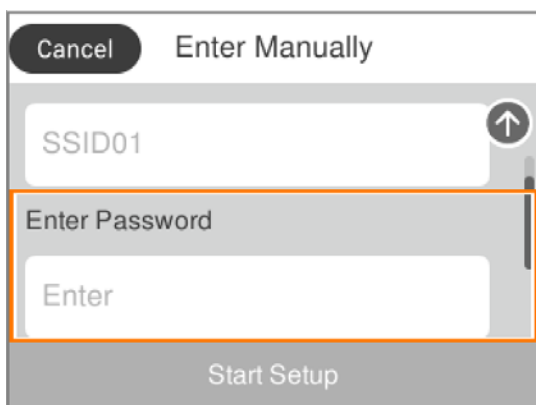 Cancel Enter Manually
SSID01
Enter Password
Enter
Start Setup